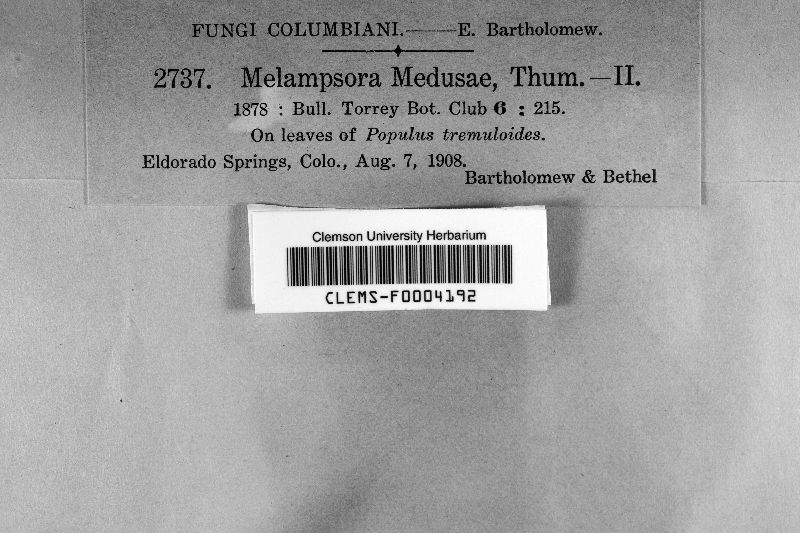 FUNGI COLUMBIANI.——E. Bartholomew.
2737. Melampsora Medusae, Thum.—II.
1878 : Bull. Torrey Bot. Club 6 : 215.
On leaves of Populus tremuloides.
Eldorado Springs, Colo., Aug. 7, 1908.
Bartholomew & Bethel
Clemson University Herbarium
CLEMS-F0004192